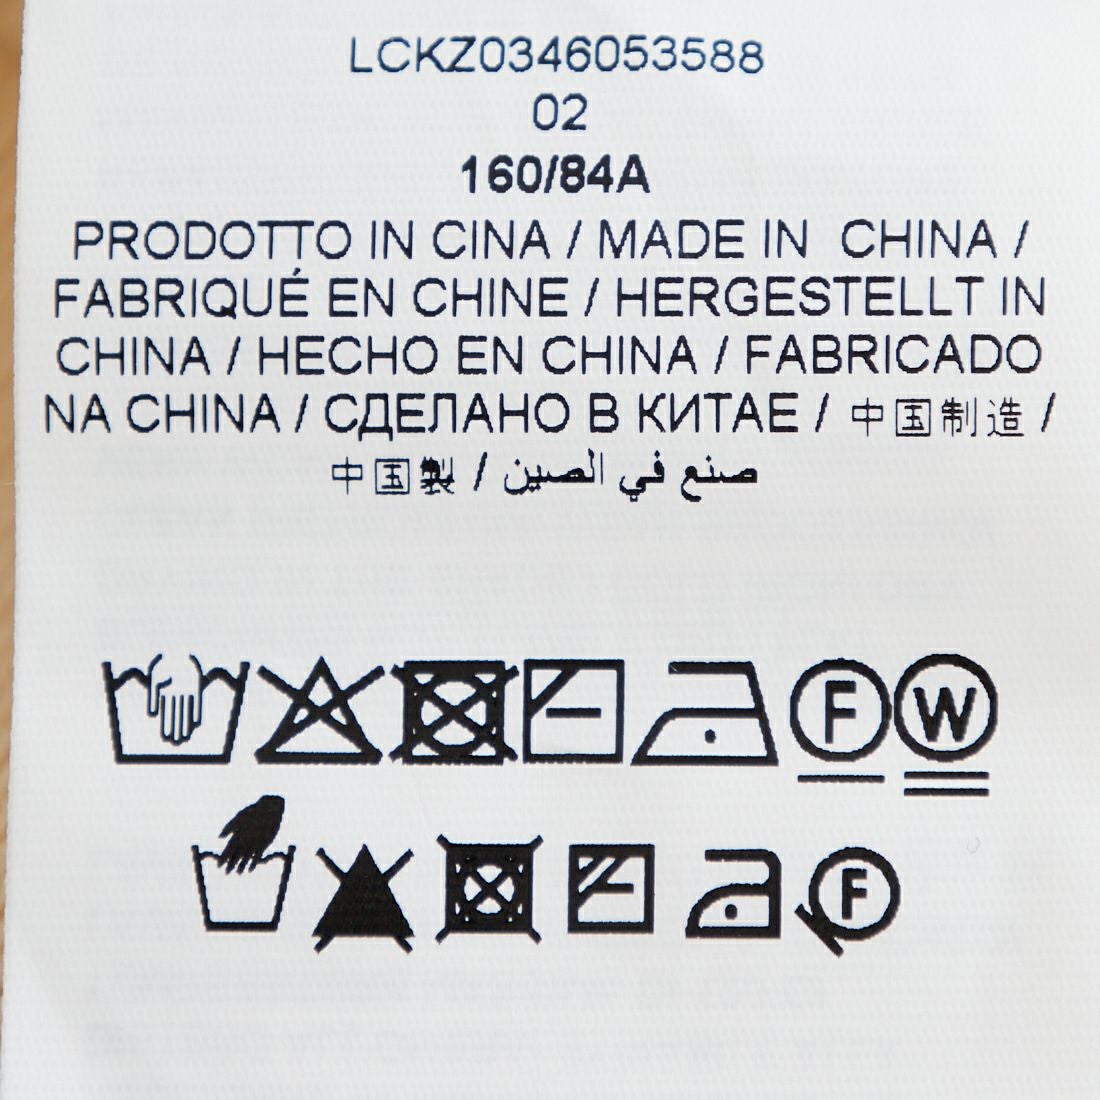 LCKZ0346053588
02
160/84A
PRODOTTO IN CINA / MADE IN CHINA /
FABRIQUÉ EN CHINE / HERGESTELLT IN
CHINA / HECHO EN CHINA / FABRICADO
NA CHINA / СДЕЛАНО В КИТАЕ / 中国制造 /
中国製 / صنع في الصين
F W
F